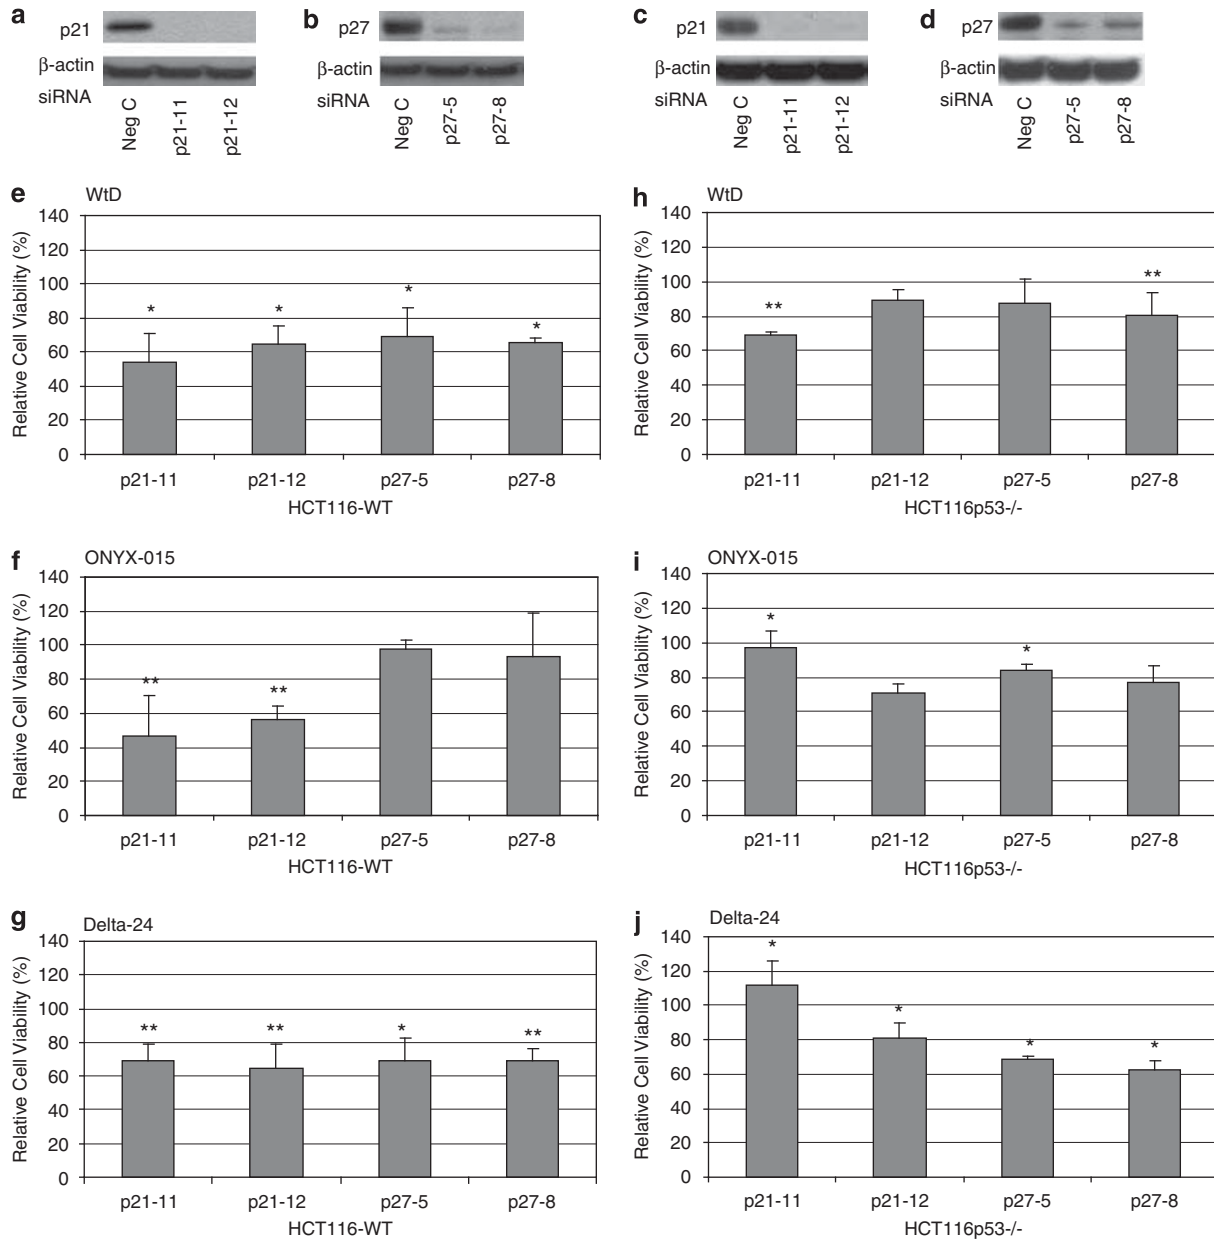 a
p21
β-actin
siRNA
Neg C
p21-11
p21-12
b
p27
β-actin
siRNA
Neg C
p27-5
p27-8
c
p21
β-actin
siRNA
Neg C
p21-11
p21-12
d
p27
β-actin
siRNA
Neg C
p27-5
p27-8
e
WtD
Relative Cell Viability (%)
140
120
100
80
60
40
20
0
* * * *
p21-11 p21-12 p27-5 p27-8
HCT116-WT
h
WtD
Relative Cell Viability (%)
140
120
100
80
60
40
20
0
** **
p21-11 p21-12 p27-5 p27-8
HCT116p53-/-
f
ONYX-015
Relative Cell Viability (%)
140
120
100
80
60
40
20
0
** **
p21-11 p21-12 p27-5 p27-8
HCT116-WT
i
ONYX-015
Relative Cell Viability (%)
140
120
100
80
60
40
20
0
* *
p21-11 p21-12 p27-5 p27-8
HCT116p53-/-
g
Delta-24
Relative Cell Viability (%)
140
120
100
80
60
40
20
0
** ** * **
p21-11 p21-12 p27-5 p27-8
HCT116-WT
j
Delta-24
Relative Cell Viability (%)
140
120
100
80
60
40
20
0
* * * *
p21-11 p21-12 p27-5 p27-8
HCT116p53-/-